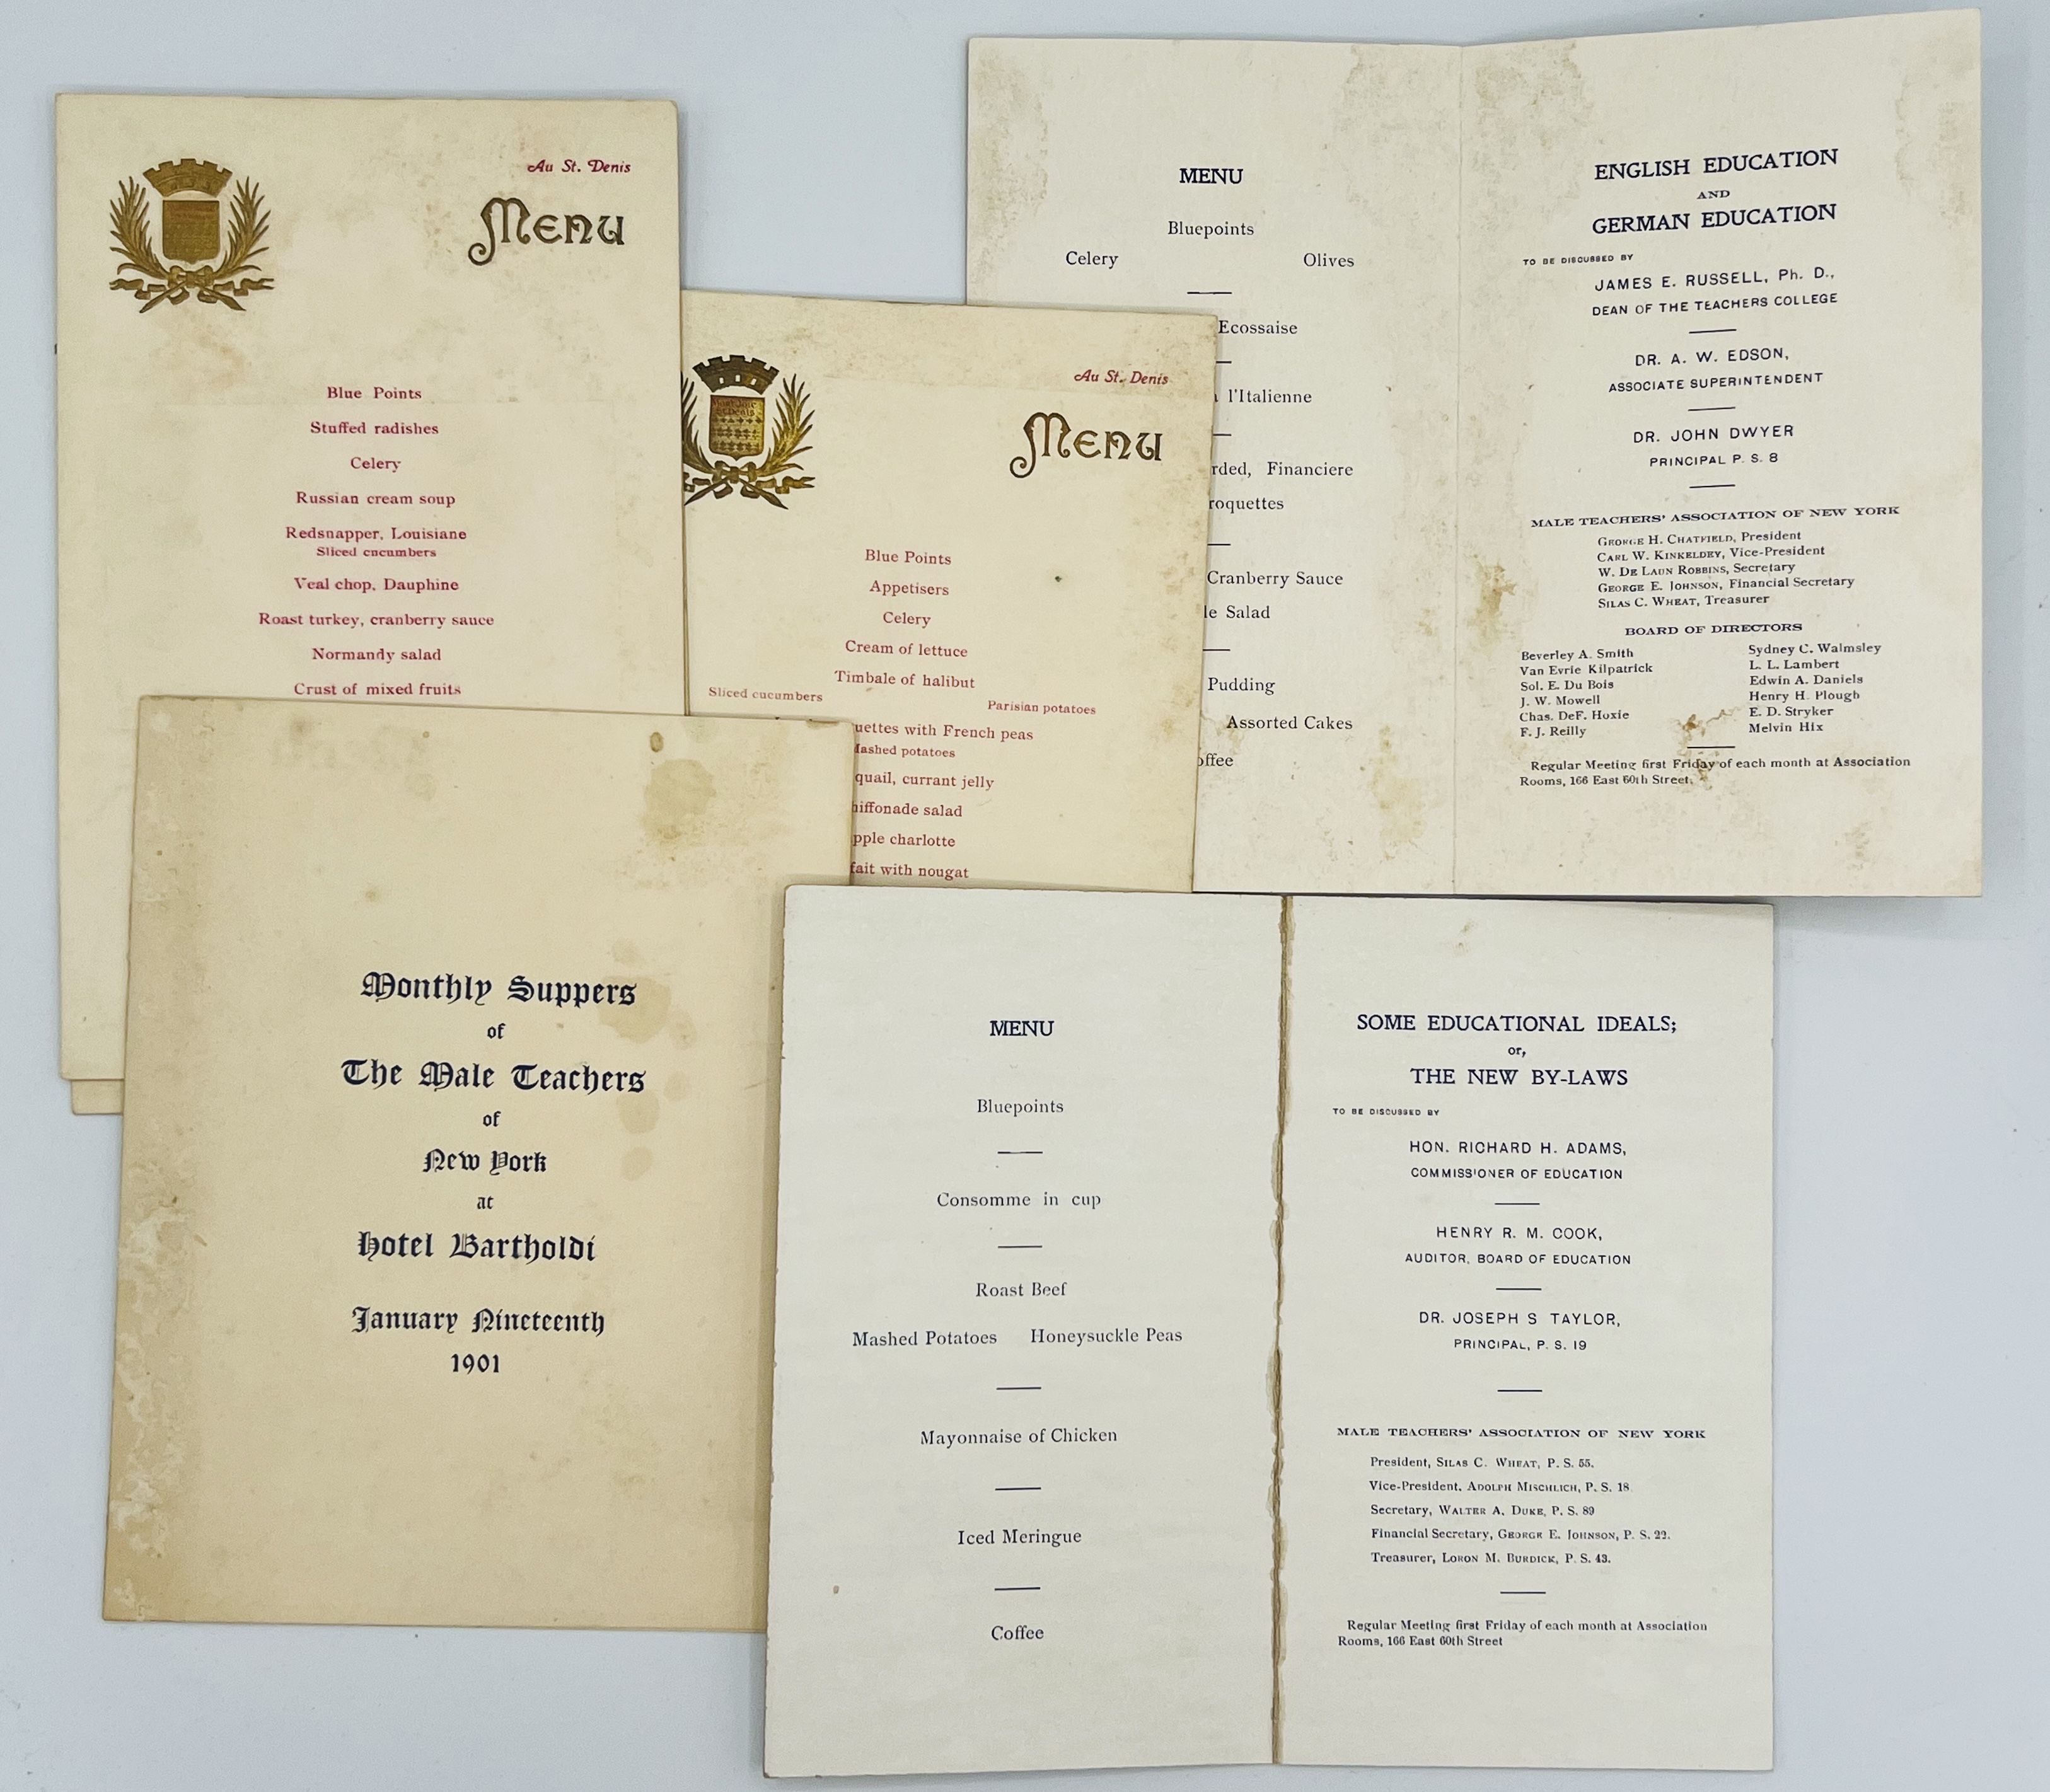 Au St. Denis
Menu
Blue Points
Stuffed radishes
Celery
Russian cream soup
Redsnapper, Louisiane
Sliced cucumbers
Veal chop, Dauphine
Roast turkey, cranberry sauce
Normandy salad
Crust of mixed fruits
Au St. Denis
Menu
Blue Points
Appetisers
Celery
Cream of lettuce
Timbale of halibut
Sliced cucumbers Parisian potatoes
uettes with French peas
Mashed potatoes
quail, currant jelly
hiffonade salad
pple charlotte
fait with nougat
MENU
Bluepoints
Celery Olives
Ecossaise
l'Italienne
rded, Financiere
roquettes
Cranberry Sauce
le Salad
Pudding
Assorted Cakes
offee
ENGLISH EDUCATION
AND
GERMAN EDUCATION
TO BE DISCUSSED BY
JAMES E. RUSSELL, Ph. D.,
DEAN OF THE TEACHERS COLLEGE
DR. A. W. EDSON,
ASSOCIATE SUPERINTENDENT
DR. JOHN DWYER
PRINCIPAL P. S. 8
MALE TEACHERS' ASSOCIATION OF NEW YORK
GEORGE H. CHATFIELD, President
CARL W. KINKELDEY, Vice-President
W. DE LAUN ROBBINS, Secretary
GEORGE E. JOHNSON, Financial Secretary
SILAS C. WHEAT, Treasurer
BOARD OF DIRECTORS
Beverley A. Smith Sydney C. Walmsley
Van Evrie Kilpatrick L. L. Lambert
Sol. E. Du Bois Edwin A. Daniels
J. W. Mowell Henry H. Plough
Chas. DeF. Hoxie E. D. Stryker
F. J. Reilly Melvin Hix
Regular Meeting first Friday of each month at Association
Rooms, 166 East 60th Street.
Monthly Suppers
of
The Male Teachers
of
New York
at
Hotel Bartholdi
January Nineteenth
1901
MENU
Bluepoints
Consomme in cup
Roast Beef
Mashed Potatoes Honeysuckle Peas
Mayonnaise of Chicken
Iced Meringue
Coffee
SOME EDUCATIONAL IDEALS;
or,
THE NEW BY-LAWS
TO BE DISCUSSED BY
HON. RICHARD H. ADAMS,
COMMISSIONER OF EDUCATION
HENRY R. M. COOK,
AUDITOR, BOARD OF EDUCATION
DR. JOSEPH S TAYLOR,
PRINCIPAL, P. S. 19
MALE TEACHERS' ASSOCIATION OF NEW YORK
President, SILAS C. WHEAT, P. S. 55.
Vice-President, ADOLPH MISCHLICH, P. S. 18
Secretary, WALTER A. DUKE, P. S. 89
Financial Secretary, GEORGE E. JOHNSON, P. S. 22.
Treasurer, LORON M. BURDICK, P. S. 43.
Regular Meeting first Friday of each month at Association
Rooms, 166 East 60th Street